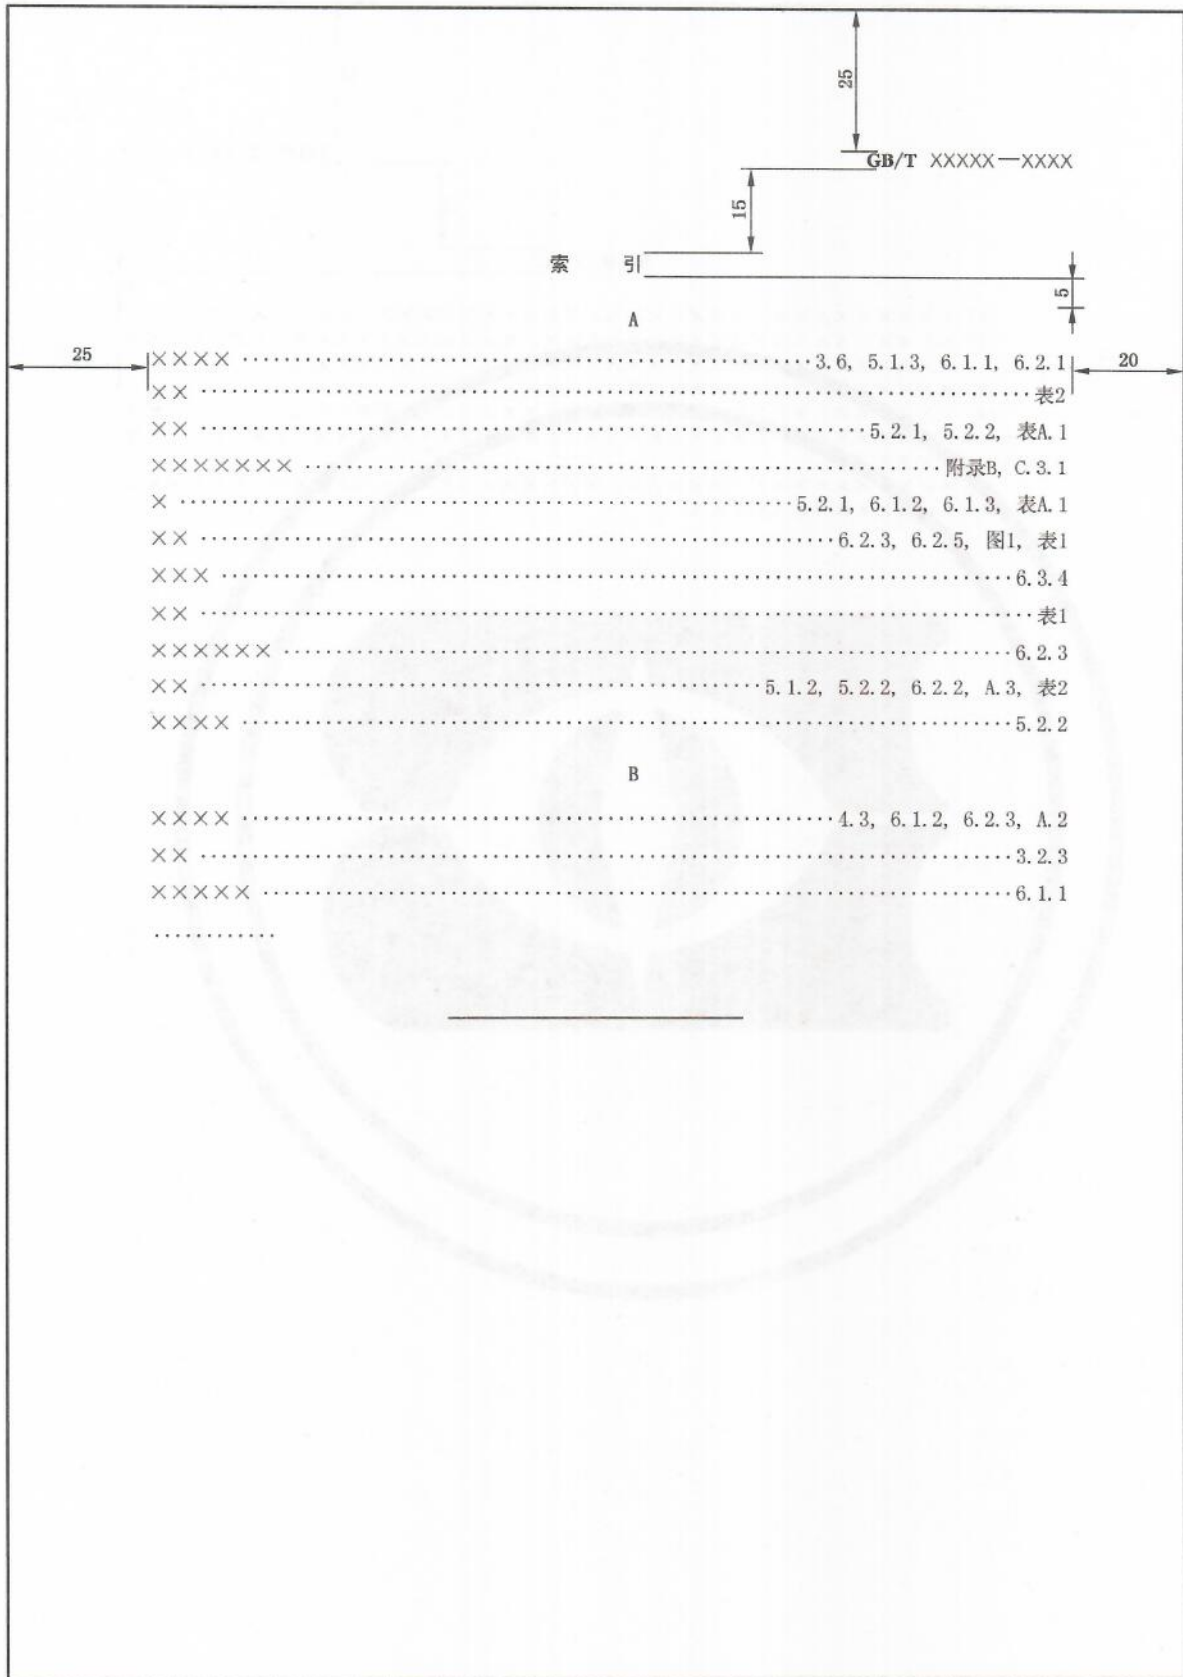 25
GB/T XXXXX—XXXX
15
索 引
5
A
25
20
×××× ························ 3.6, 5.1.3, 6.1.1, 6.2.1
×× ························ 表2
×× ························ 5.2.1, 5.2.2, 表A.1
××××××× ························ 附录B, C.3.1
× ························ 5.2.1, 6.1.2, 6.1.3, 表A.1
×× ························ 6.2.3, 6.2.5, 图1, 表1
××× ························ 6.3.4
×× ························ 表1
×××××× ························ 6.2.3
×× ························ 5.1.2, 5.2.2, 6.2.2, A.3, 表2
×××× ························ 5.2.2
B
×××× ························ 4.3, 6.1.2, 6.2.3, A.2
×× ························ 3.2.3
××××× ························ 6.1.1
············